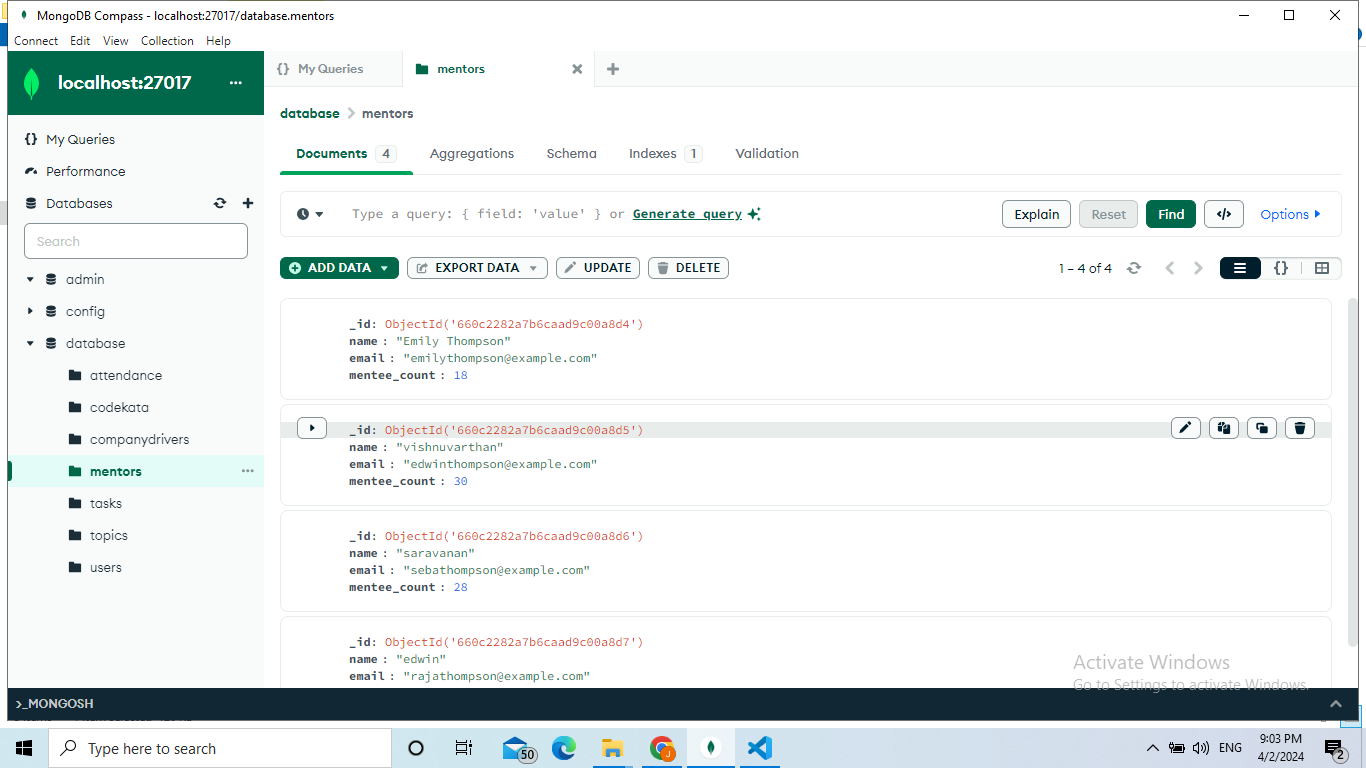 MongoDB Compass - localhost:27017/database.mentors
Connect Edit View Collection Help
localhost:27017 ...
{} My Queries
mentors
My Queries
Performance
Databases
Search
admin
config
database
attendance
codekata
companydrivers
mentors ...
tasks
topics
users
database > mentors
Documents 4 Aggregations Schema Indexes 1 Validation
Type a query: { field: 'value' } or Generate query
Explain Reset Find </> Options
ADD DATA EXPORT DATA UPDATE DELETE
1 – 4 of 4 {}
_id: ObjectId('660c2282a7b6caad9c00a8d4')
name : "Emily Thompson"
email : "emilythompson@example.com"
mentee_count : 18
_id: ObjectId('660c2282a7b6caad9c00a8d5')
name : "vishnuvarthan"
email : "edwinthompson@example.com"
mentee_count : 30
_id: ObjectId('660c2282a7b6caad9c00a8d6')
name : "saravanan"
email : "sebathompson@example.com"
mentee_count : 28
_id: ObjectId('660c2282a7b6caad9c00a8d7')
name : "edwin"
email : "rajathompson@example.com"
Activate Windows
Go to Settings to activate Windows.
>_MONGOSH
Type here to search
50
ENG
9:03 PM
4/2/2024
2